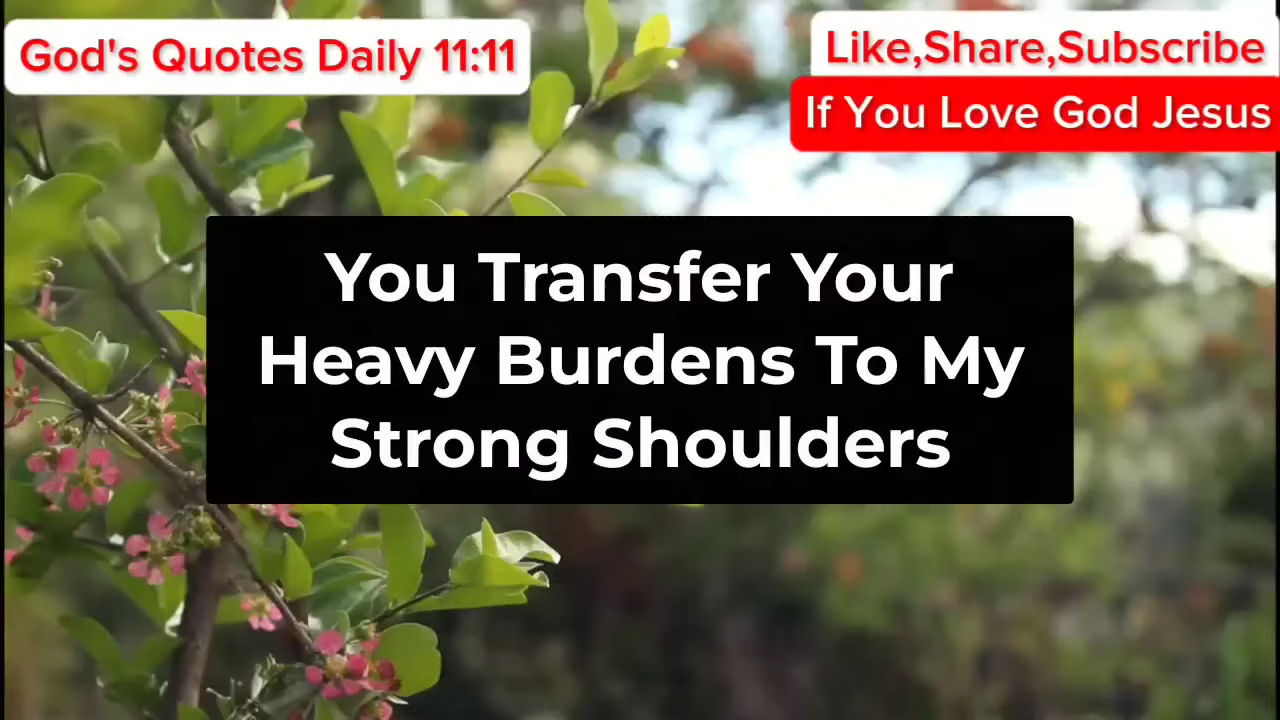 God's Quotes Daily 11:11
Like,Share,Subscribe
If You Love God Jesus
You Transfer Your
Heavy Burdens To My
Strong Shoulders